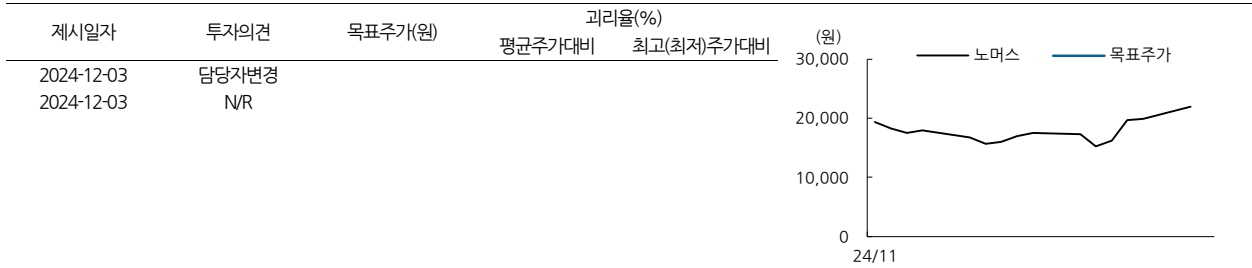 제시일자 투자의견 목표주가(원) 괴리율(%)
평균주가대비 최고(최저)주가대비
2024-12-03 담당자변경
2024-12-03 N/R
(원)
노머스 목표주가
30,000
20,000
10,000
0
24/11